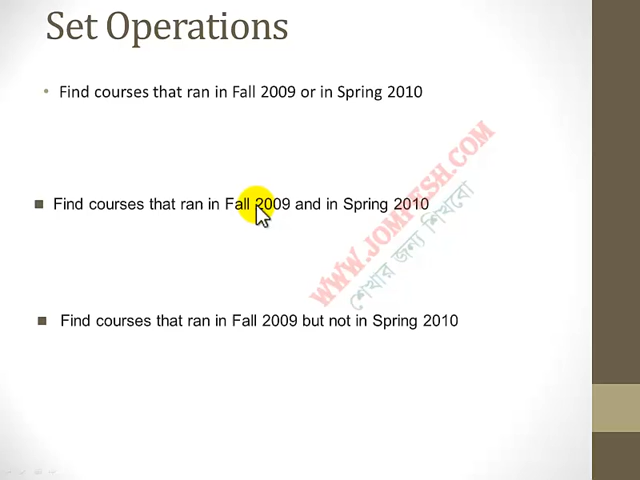 Set Operations
• Find courses that ran in Fall 2009 or in Spring 2010
■ Find courses that ran in Fall 2009 and in Spring 2010
■ Find courses that ran in Fall 2009 but not in Spring 2010
WWW.JOMPESH.COM
শেখার জন্য শিখবো